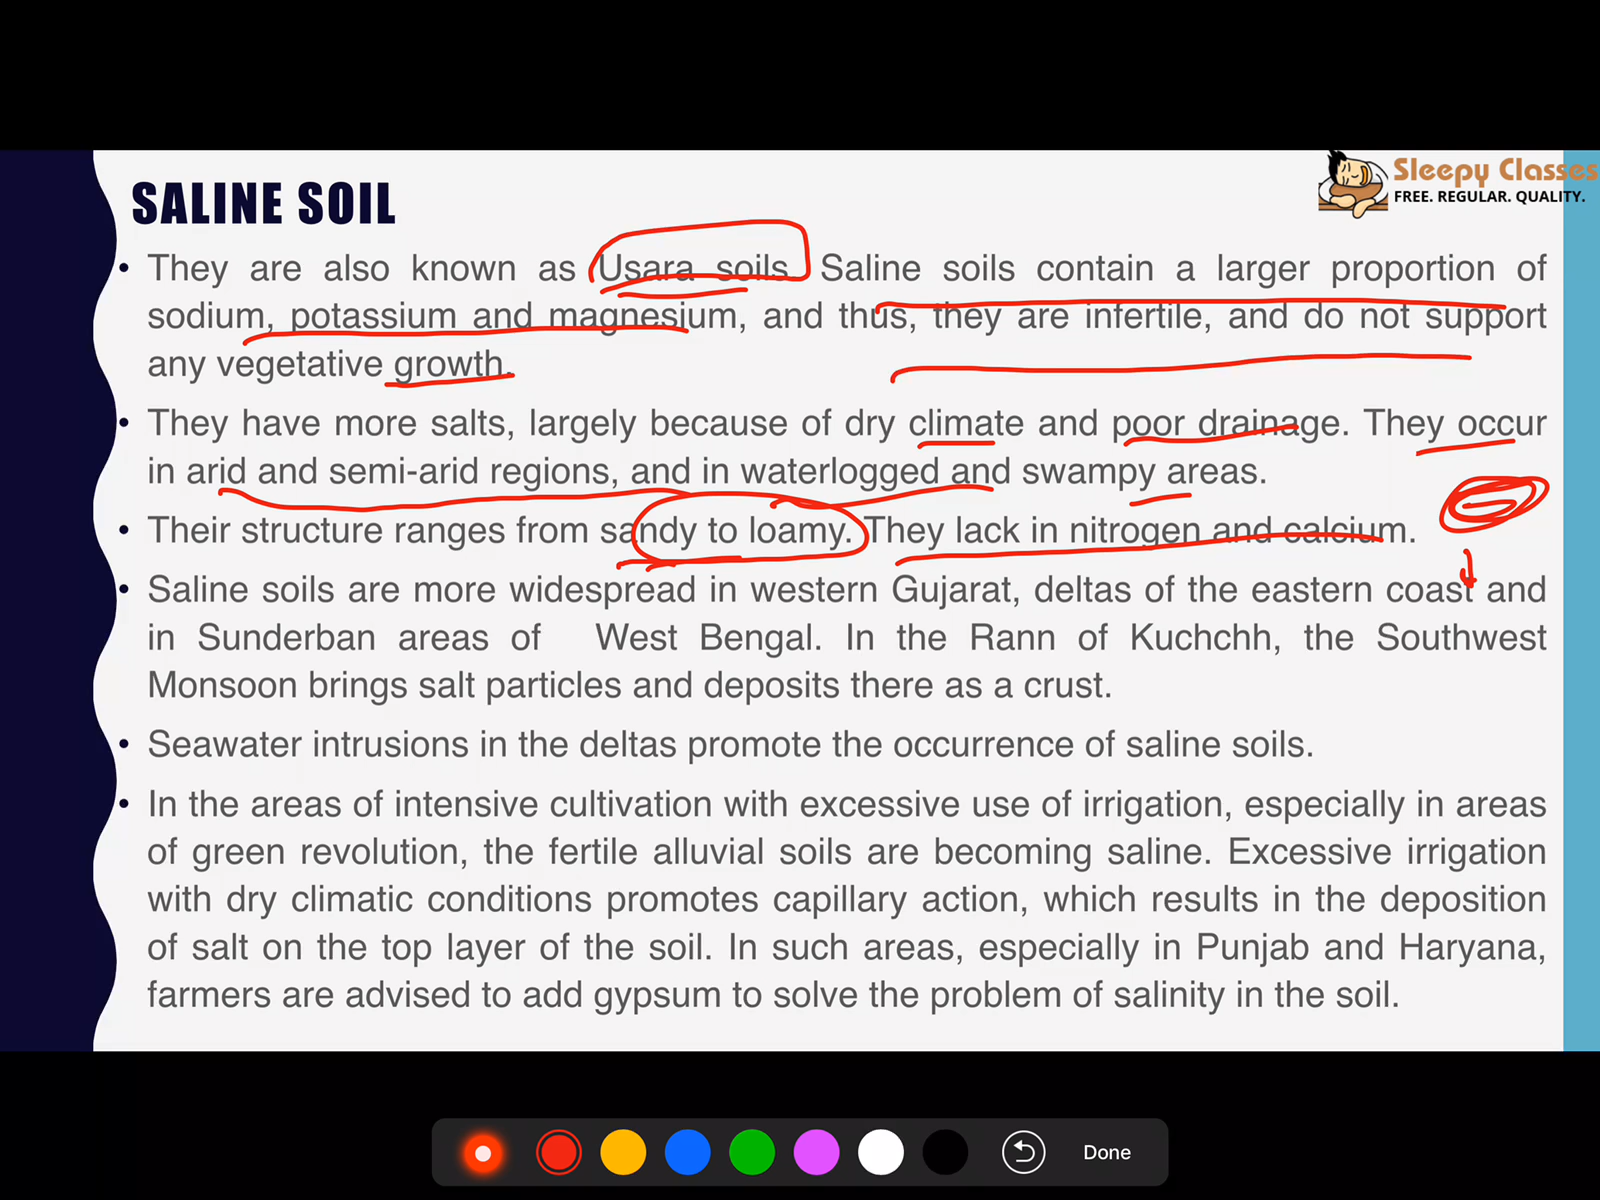 Sleepy Classes
FREE. REGULAR. QUALITY.
SALINE SOIL
• They are also known as Usara soils. Saline soils contain a larger proportion of
sodium, potassium and magnesium, and thus, they are infertile, and do not support
any vegetative growth.
• They have more salts, largely because of dry climate and poor drainage. They occur
in arid and semi-arid regions, and in waterlogged and swampy areas.
• Their structure ranges from sandy to loamy. They lack in nitrogen and calcium.
• Saline soils are more widespread in western Gujarat, deltas of the eastern coast and
in Sunderban areas of West Bengal. In the Rann of Kuchchh, the Southwest
Monsoon brings salt particles and deposits there as a crust.
• Seawater intrusions in the deltas promote the occurrence of saline soils.
• In the areas of intensive cultivation with excessive use of irrigation, especially in areas
of green revolution, the fertile alluvial soils are becoming saline. Excessive irrigation
with dry climatic conditions promotes capillary action, which results in the deposition
of salt on the top layer of the soil. In such areas, especially in Punjab and Haryana,
farmers are advised to add gypsum to solve the problem of salinity in the soil.
Done